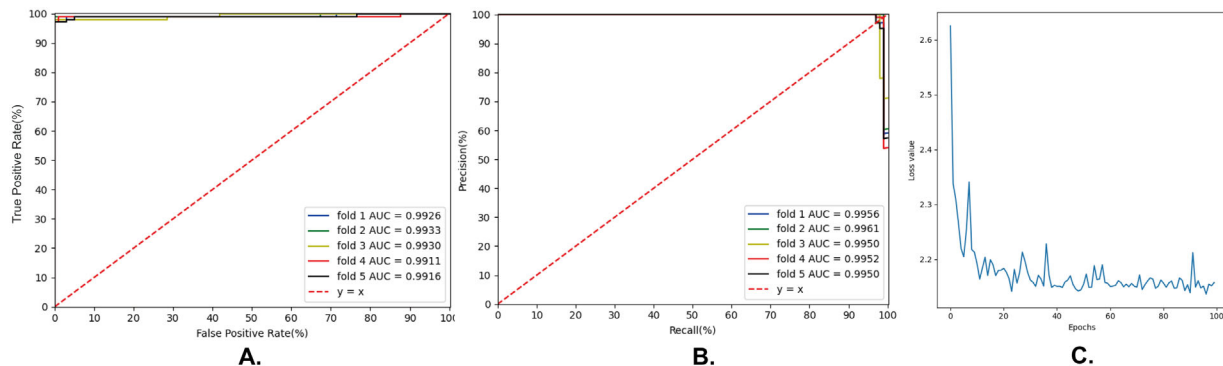 100
90
80
70
60
50
40
30
20
10
0
True Positive Rate(%)
fold 1 AUC = 0.9926
fold 2 AUC = 0.9933
fold 3 AUC = 0.9930
fold 4 AUC = 0.9911
fold 5 AUC = 0.9916
y = x
0 10 20 30 40 50 60 70 80 90 100
False Positive Rate(%)
A.
100
90
80
70
60
50
40
30
20
10
0
Precision(%)
fold 1 AUC = 0.9956
fold 2 AUC = 0.9961
fold 3 AUC = 0.9950
fold 4 AUC = 0.9952
fold 5 AUC = 0.9950
y = x
0 10 20 30 40 50 60 70 80 90 100
Recall(%)
B.
2.6
2.5
2.4
2.3
2.2
Loss value
0 20 40 60 80 100
Epochs
C.